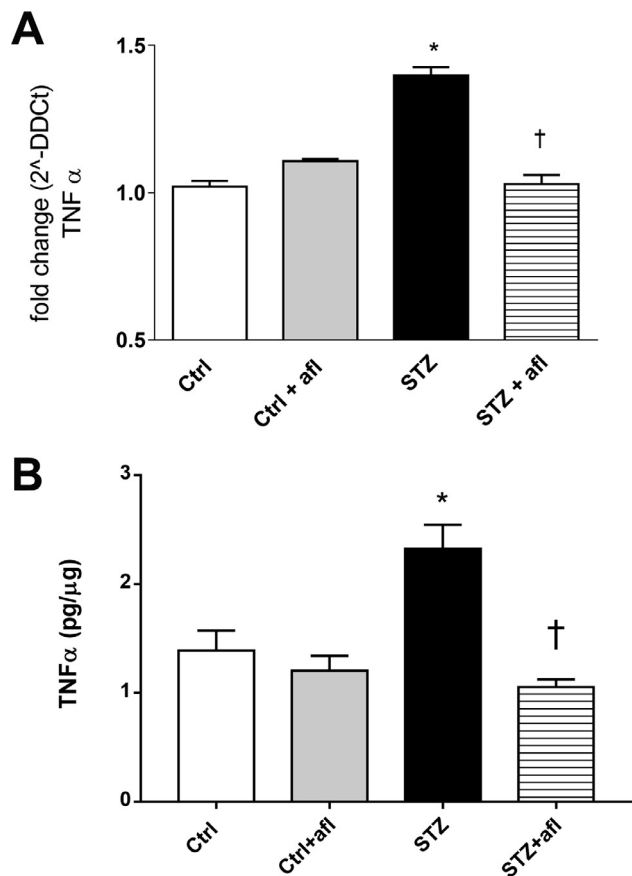 A
fold change (2^-DDCt)
TNF α
1.5
1.0
0.5
*
†
Ctrl
Ctrl + afl
STZ
STZ + afl
B
TNFα (pg/µg)
3
2
1
0
*
†
Ctrl
Ctrl+afl
STZ
STZ+afl